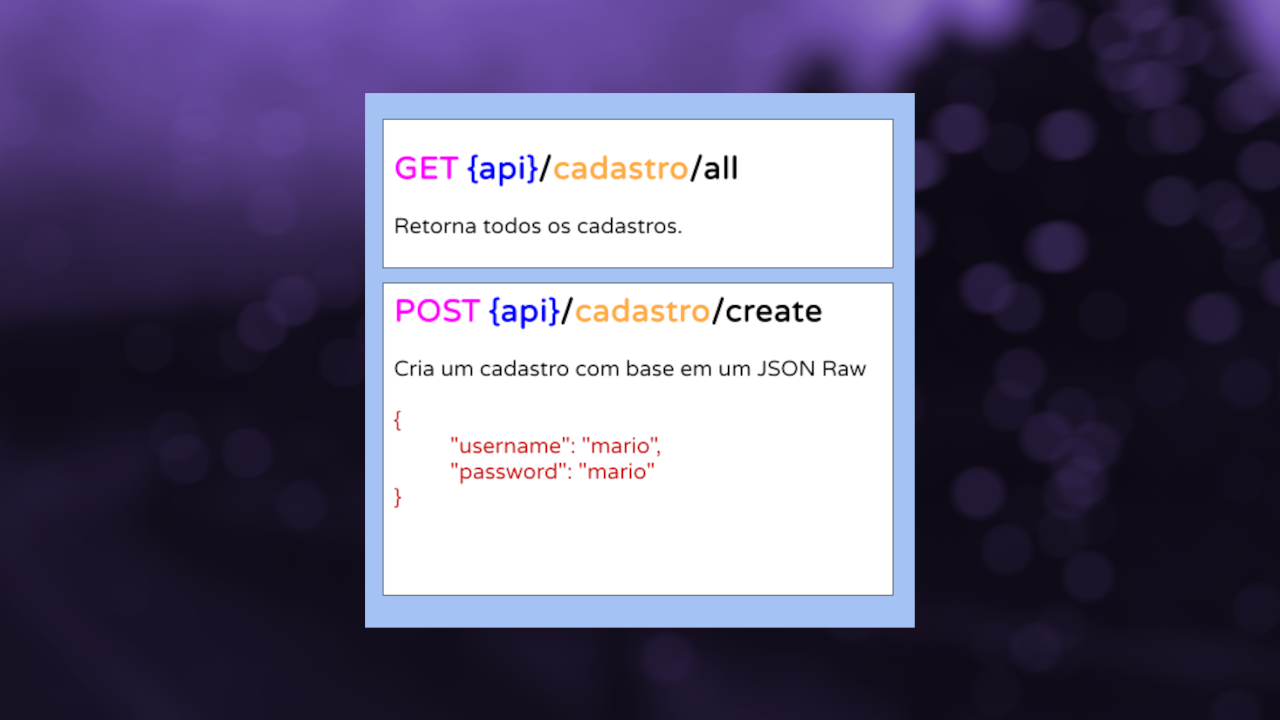 GET {api}/cadastro/all
Retorna todos os cadastros.
POST {api}/cadastro/create
Cria um cadastro com base em um JSON Raw
{
"username": "mario",
"password": "mario"
}